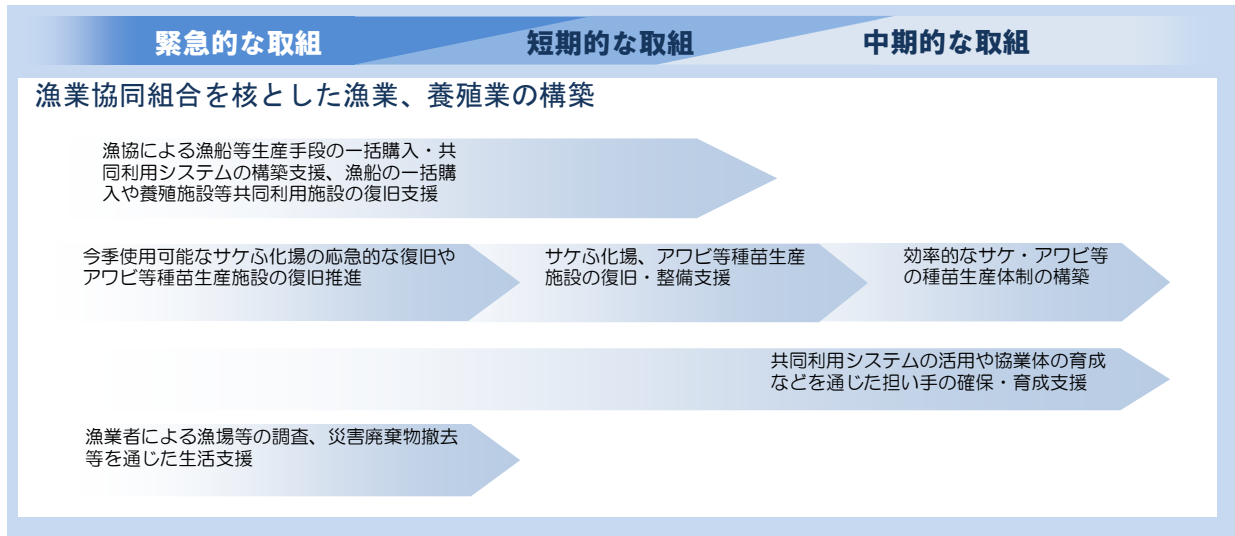 緊急的な取組
短期的な取組
中期的な取組
漁業協同組合を核とした漁業、養殖業の構築
漁協による漁船等生産手段の一括購入・共
同利用システムの構築支援、漁船の一括購
入や養殖施設等共同利用施設の復旧支援
今季使用可能なサケふ化場の応急的な復旧や
アワビ等種苗生産施設の復旧推進
サケふ化場、アワビ等種苗生産
施設の復旧・整備支援
効率的なサケ・アワビ等
の種苗生産体制の構築
共同利用システムの活用や協業体の育成
などを通じた担い手の確保・育成支援
漁業者による漁場等の調査、災害廃棄物撤去
等を通じた生活支援